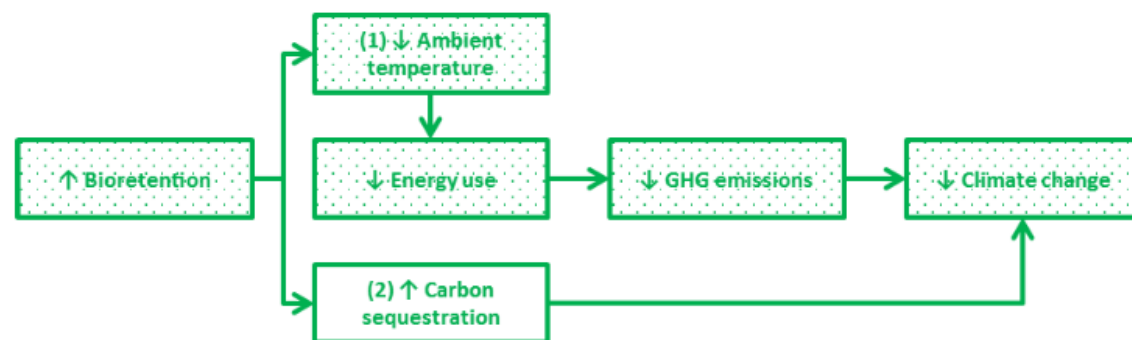 (1) ↓ Ambient
temperature
↑ Bioretention
↓ Energy use
↓ GHG emissions
↓ Climate change
(2) ↑ Carbon
sequestration